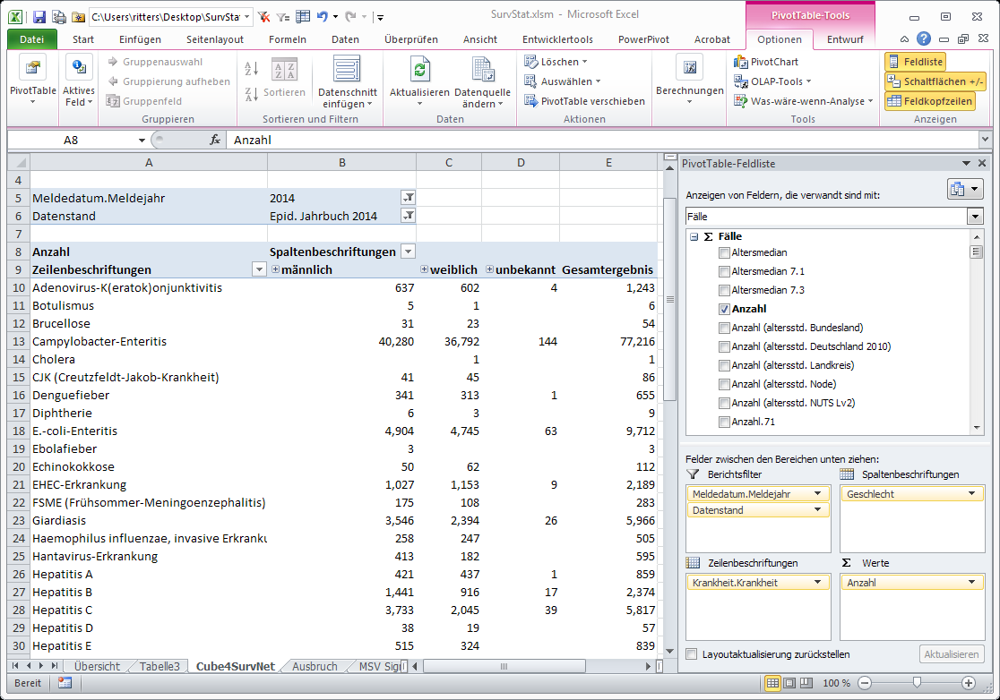 C:\Users\ritters\Desktop\SurvStat
SurvStat.xlsm - Microsoft Excel
PivotTable-Tools
Datei Start Einfügen Seitenlayout Formeln Daten Überprüfen Ansicht Entwicklertools PowerPivot Acrobat Optionen Entwurf
PivotTable
Aktives Feld
Gruppenauswahl
Gruppierung aufheben
Gruppenfeld
Gruppieren
Sortieren
Datenschnitt einfügen
Sortieren und Filtern
Aktualisieren
Datenquelle ändern
Daten
Löschen
Auswählen
PivotTable verschieben
Aktionen
Berechnungen
PivotChart
OLAP-Tools
Was-wäre-wenn-Analyse
Tools
Feldliste
Schaltflächen +/-
Feldkopfzeilen
Anzeigen
A8 fx Anzahl
A B C D E
4
5 Meldedatum.Meldejahr 2014
6 Datenstand Epid. Jahrbuch 2014
7
8 Anzahl Spaltenbeschriftungen
9 Zeilenbeschriftungen männlich weiblich unbekannt Gesamtergebnis
10 Adenovirus-K(eratok)onjunktivitis 637 602 4 1,243
11 Botulismus 5 1 6
12 Brucellose 31 23 54
13 Campylobacter-Enteritis 40,280 36,792 144 77,216
14 Cholera 1 1
15 CJK (Creutzfeldt-Jakob-Krankheit) 41 45 86
16 Denguefieber 341 313 1 655
17 Diphtherie 6 3 9
18 E.-coli-Enteritis 4,904 4,745 63 9,712
19 Ebolafieber 3 3
20 Echinokokkose 50 62 112
21 EHEC-Erkrankung 1,027 1,153 9 2,189
22 FSME (Frühsommer-Meningoenzephalitis) 175 108 283
23 Giardiasis 3,546 2,394 26 5,966
24 Haemophilus influenzae, invasive Erkranku 258 247 505
25 Hantavirus-Erkrankung 413 182 595
26 Hepatitis A 421 437 1 859
27 Hepatitis B 1,441 916 17 2,374
28 Hepatitis C 3,733 2,045 39 5,817
29 Hepatitis D 38 19 57
30 Hepatitis E 515 324 839
Übersicht Tabelle3 Cube4SurvNet Ausbruch MSV Sig
Bereit 100 %
PivotTable-Feldliste
Anzeigen von Feldern, die verwandt sind mit:
Fälle
Σ Fälle
Altersmedian
Altersmedian 7.1
Altersmedian 7.3
Anzahl
Anzahl (altersstd. Bundesland)
Anzahl (altersstd. Deutschland 2010)
Anzahl (altersstd. Landkreis)
Anzahl (altersstd. Node)
Anzahl (altersstd. NUTS Lv2)
Anzahl.71
Felder zwischen den Bereichen unten ziehen:
Berichtsfilter
Meldedatum.Meldejahr
Datenstand
Spaltenbeschriftungen
Geschlecht
Zeilenbeschriftungen
Krankheit.Krankheit
Σ Werte
Anzahl
Layoutaktualisierung zurückstellen
Aktualisieren